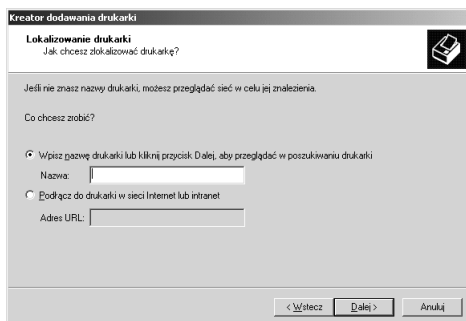 Kreator dodawania drukarki
Lokalizowanie drukarki
Jak chcesz zlokalizować drukarkę?
Jeśli nie znasz nazwy drukarki, możesz przeglądać sieć w celu jej znalezienia.
Co chcesz zrobić?
Wpisz nazwę drukarki lub kliknij przycisk Dalej, aby przeglądać w poszukiwaniu drukarki
Nazwa:
Podłącz do drukarki w sieci Internet lub intranet
Adres URL:
< Wstecz Dalej > Anuluj